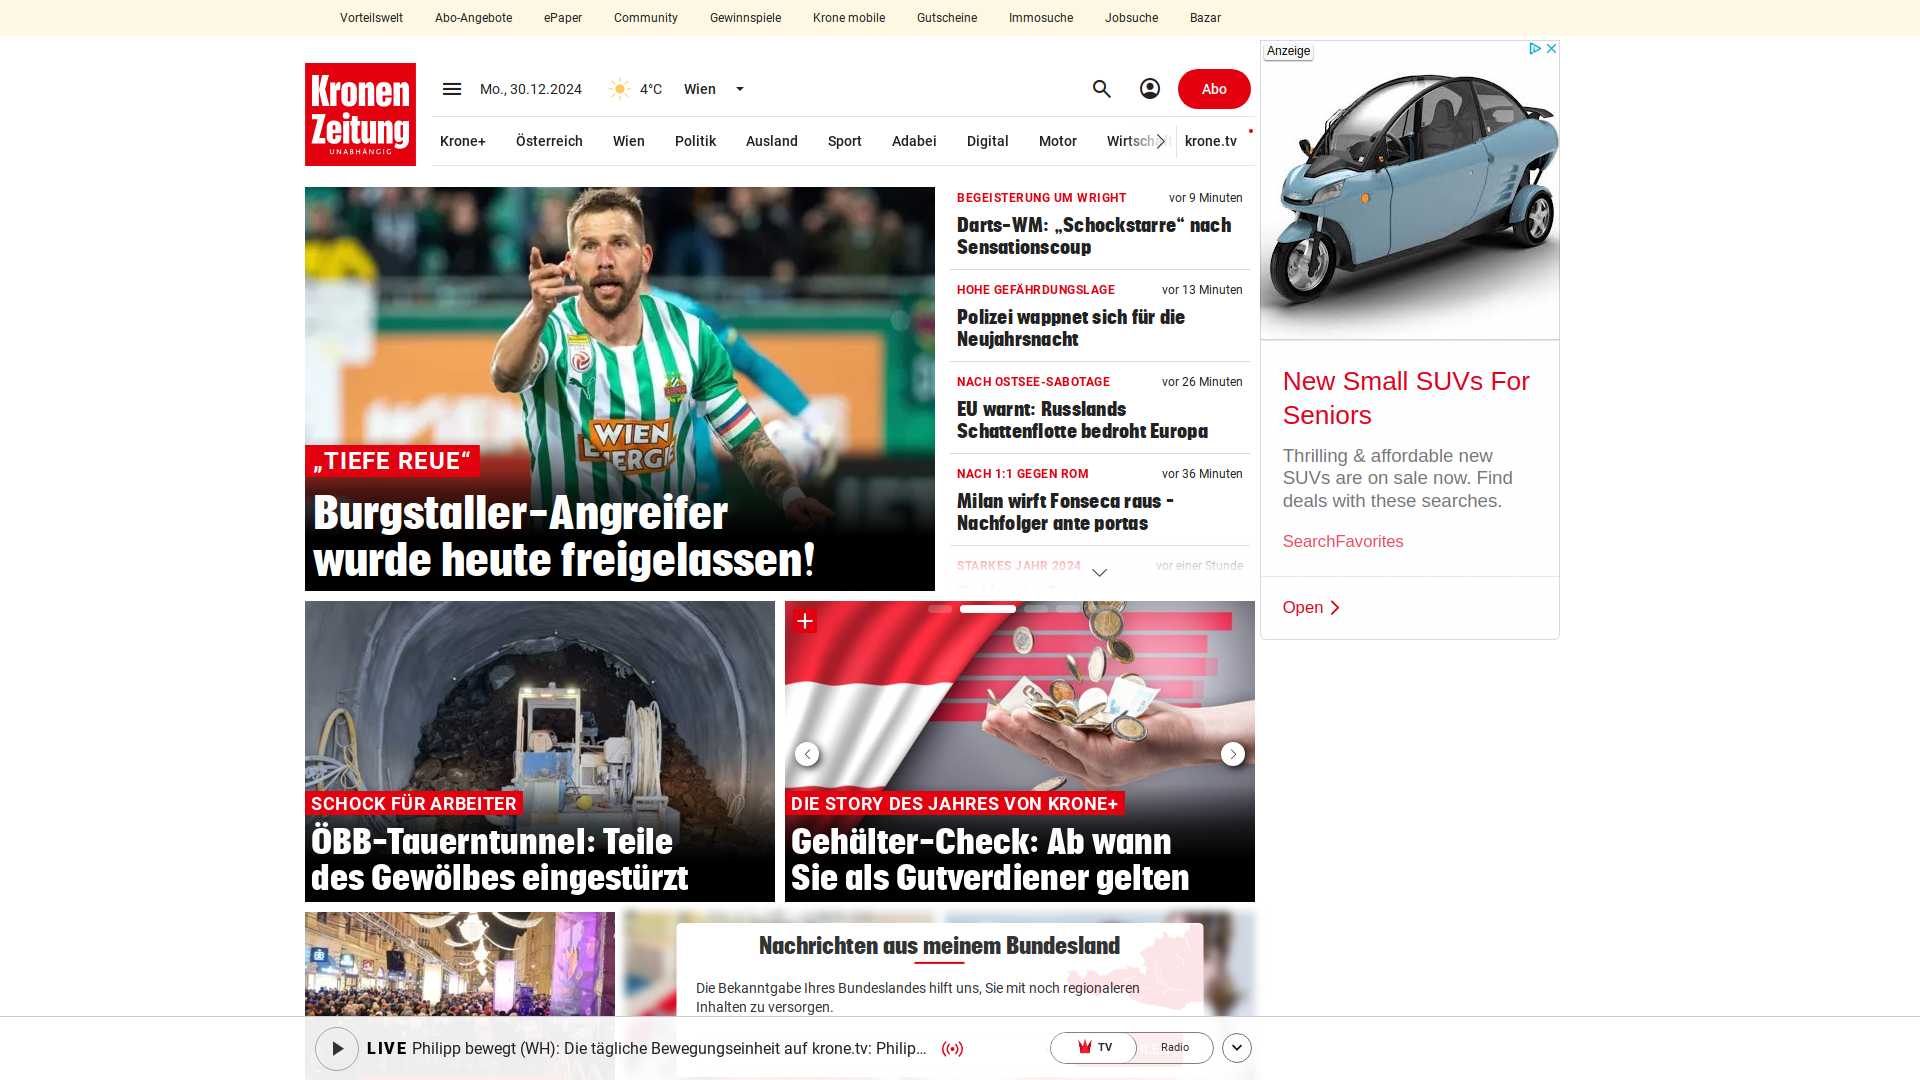 Vorteilswelt Abo-Angebote ePaper Community Gewinnspiele Krone mobile Gutscheine Immosuche Jobsuche Bazar
Kronen
Zeitung
UNABHÄNGIG
Mo., 30.12.2024 4°C Wien Abo
Krone+ Österreich Wien Politik Ausland Sport Adabei Digital Motor krone.tv
WIEN
ENERGIE
„TIEFE REUE“
Burgstaller-Angreifer
wurde heute freigelassen!
BEGEISTERUNG UM WRIGHT vor 9 Minuten
Darts-WM: „Schockstarre“ nach
Sensationscoup
HOHE GEFÄHRDUNGSLAGE vor 13 Minuten
Polizei wappnet sich für die
Neujahrsnacht
NACH OSTSEE-SABOTAGE vor 26 Minuten
EU warnt: Russlands
Schattenflotte bedroht Europa
NACH 1:1 GEGEN ROM vor 36 Minuten
Milan wirft Fonseca raus -
Nachfolger ante portas
STARKES JAHR 2024 vor einer Stunde
Anzeige
New Small SUVs For
Seniors
Thrilling & affordable new
SUVs are on sale now. Find
deals with these searches.
SearchFavorites
Open
SCHOCK FÜR ARBEITER
ÖBB-Tauerntunnel: Teile
des Gewölbes eingestürzt
DIE STORY DES JAHRES VON KRONE+
Gehälter-Check: Ab wann
Sie als Gutverdiener gelten
Nachrichten aus meinem Bundesland
Die Bekanntgabe Ihres Bundeslandes hilft uns, Sie mit noch regionaleren
Inhalten zu versorgen.
LIVE Philipp bewegt (WH): Die tägliche Bewegungseinheit auf krone.tv: Philip... TV Radio